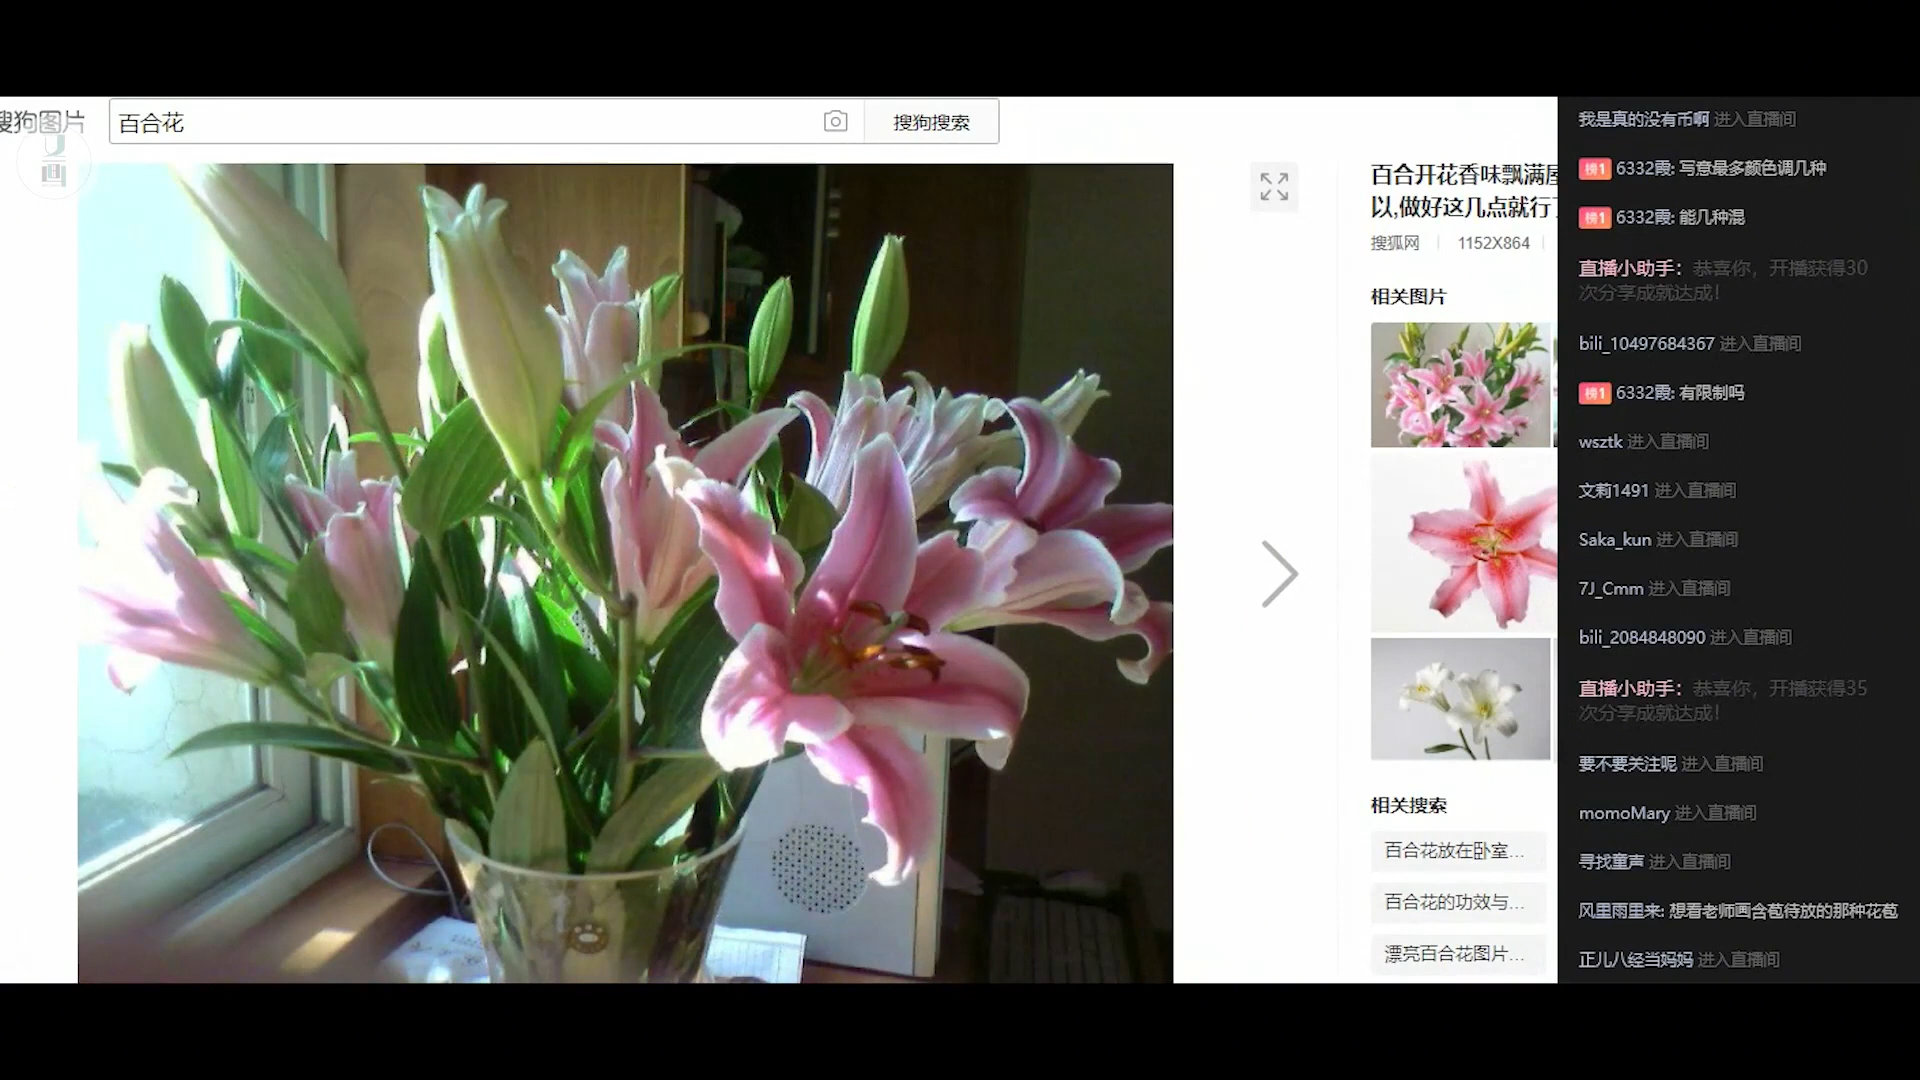 搜狗图片
百合花
搜狗搜索
画
百合开花香味飘满屋
以,做好这几点就行了
搜狐网 1152X864
相关图片
相关搜索
百合花放在卧室...
百合花的功效与...
漂亮百合花图片...
我是真的没有币啊 进入直播间
榜1 6332霞: 写意最多颜色调几种
榜1 6332霞: 能几种混
直播小助手: 恭喜你，开播获得30
次分享成就达成!
bili_10497684367 进入直播间
榜1 6332霞: 有限制吗
wsztk 进入直播间
文莉1491 进入直播间
Saka_kun 进入直播间
7J_Cmm 进入直播间
bili_2084848090 进入直播间
直播小助手: 恭喜你，开播获得35
次分享成就达成!
要不要关注呢 进入直播间
momoMary 进入直播间
寻找童声 进入直播间
风里雨里来: 想看老师画含苞待放的那种花苞
正儿八经当妈妈 进入直播间